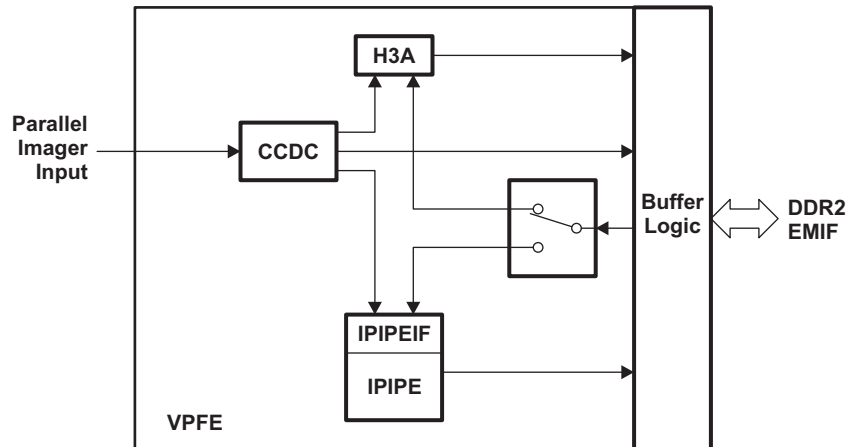 H3A
Parallel
Imager
Input
CCDC
Buffer
Logic
DDR2
EMIF
IPIPEIF
IPIPE
VPFE